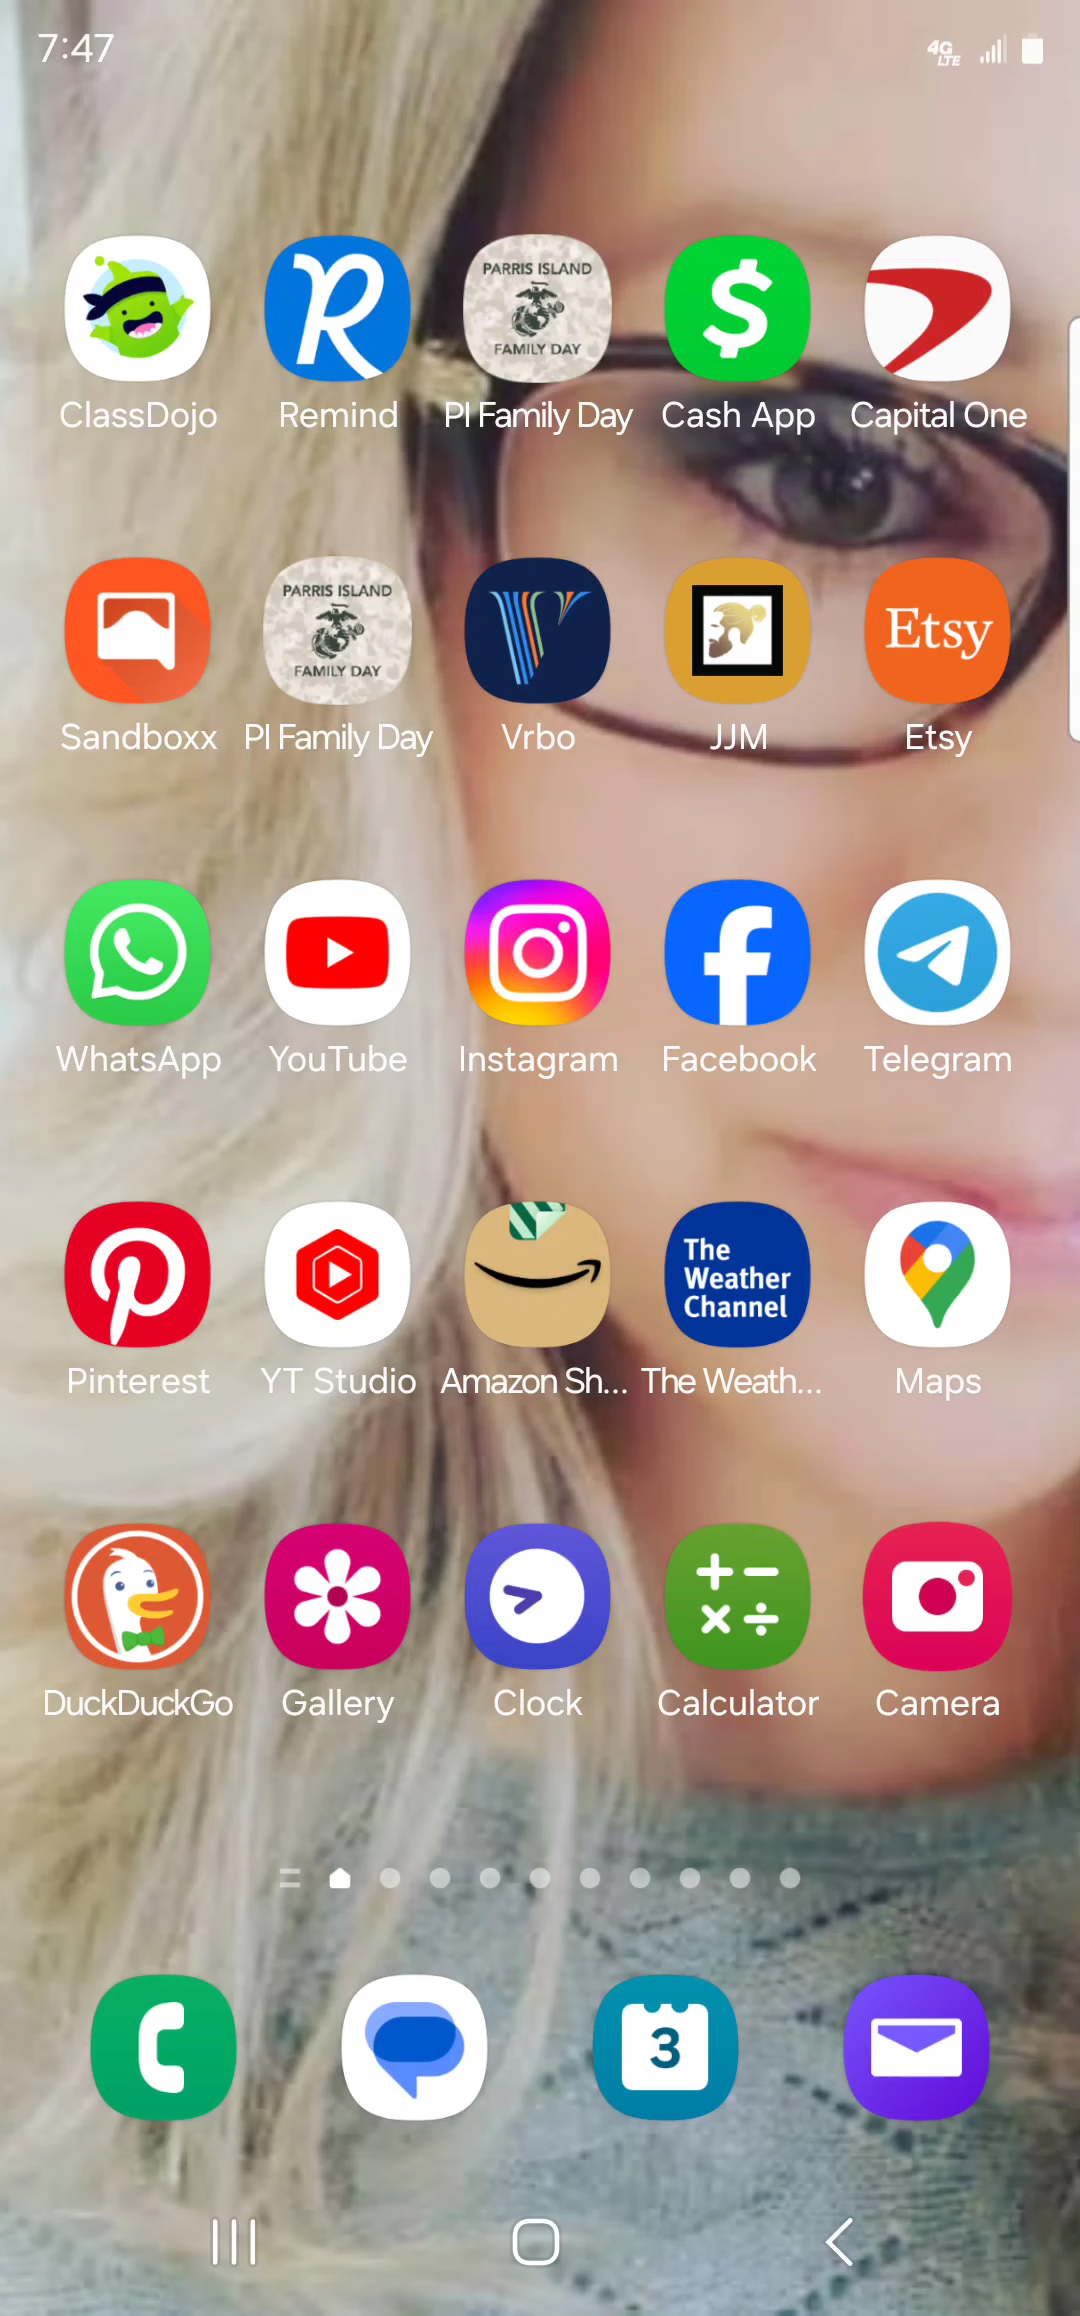 7:47
4G
LTE
PARRIS ISLAND
FAMILY DAY
ClassDojo
Remind
PI Family Day
Cash App
Capital One
PARRIS ISLAND
FAMILY DAY
Etsy
Sandboxx
PI Family Day
Vrbo
JJM
Etsy
WhatsApp
YouTube
Instagram
Facebook
Telegram
The
Weather
Channel
Pinterest
YT Studio
Amazon Sh...
The Weath...
Maps
DuckDuckGo
Gallery
Clock
Calculator
Camera
3